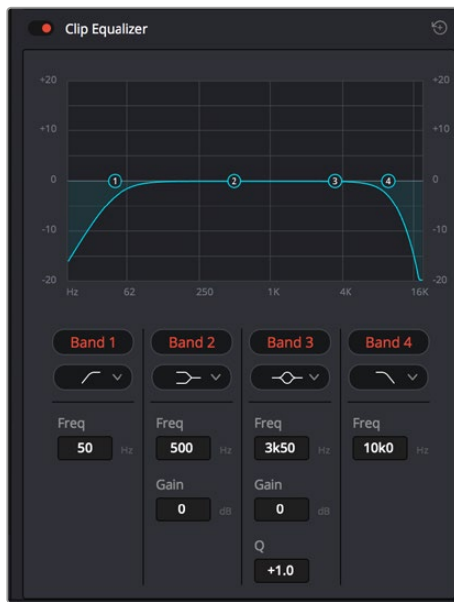 Clip Equalizer
+20 +20
+10 +10
0 1 2 3 4 0
-10 -10
-20 -20
Hz 62 250 1K 4K 16K
Band 1 Band 2 Band 3 Band 4
Freq Freq Freq Freq
50 Hz 500 Hz 3k50 Hz 10k0 Hz
Gain Gain
0 dB 0 dB
Q
+1.0